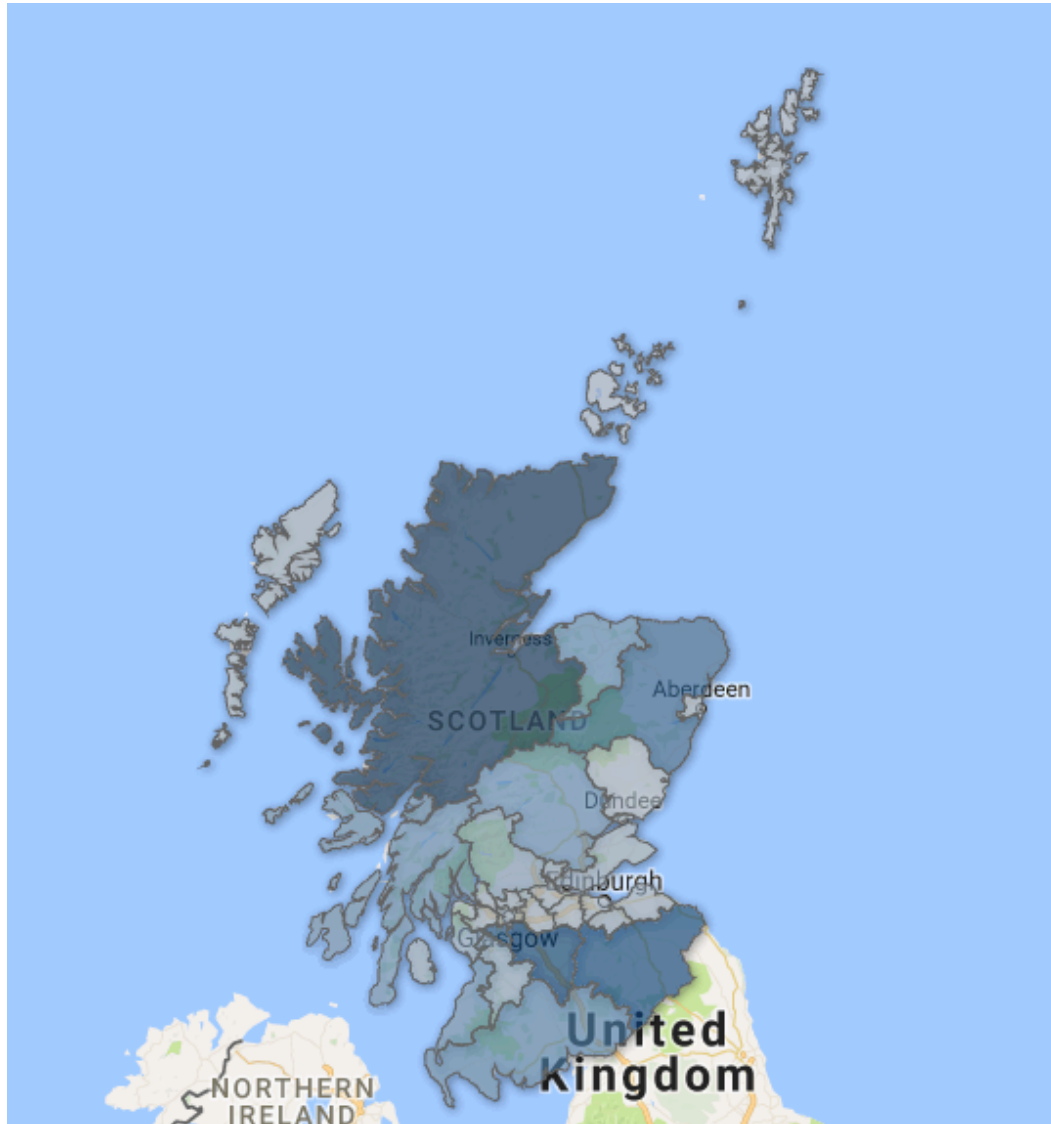 Inverness
Aberdeen
SCOTLAND
Dundee
Edinburgh
Glasgow
United
Kingdom
NORTHERN
IRELAND